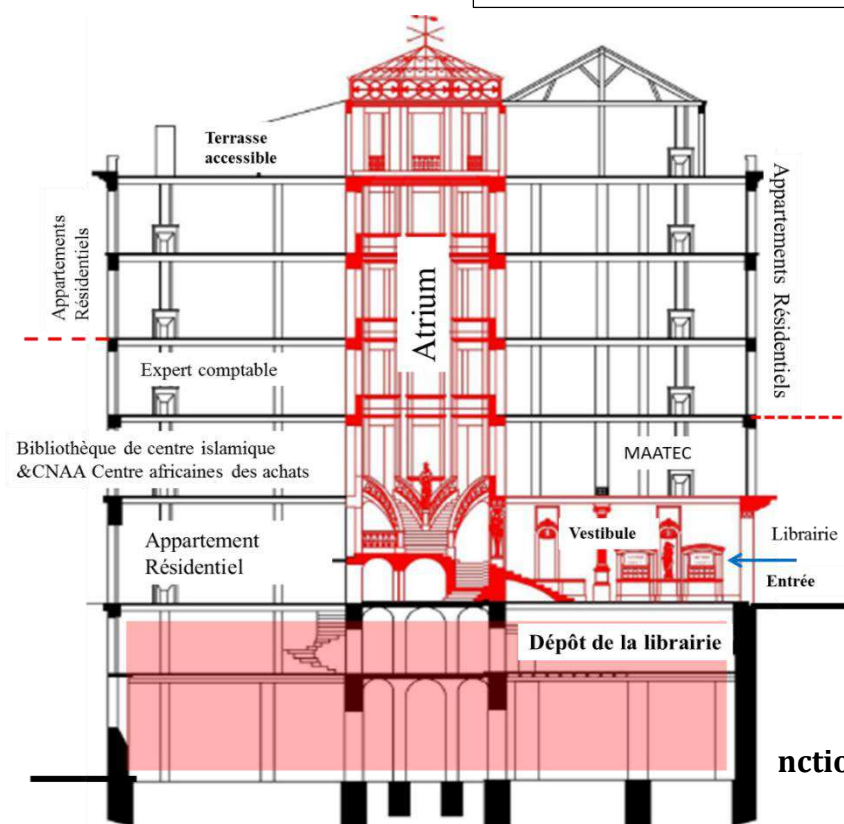 Terrasse
accessible
Appartements
Résidentiels
Appartements Résidentiels
Atrium
Expert comptable
Bibliothèque de centre islamique
&CNAA Centre africaines des achats
MAATEC
Appartement
Résidentiel
Vestibule
Librairie
Entrée
Dépôt de la librairie
nctio